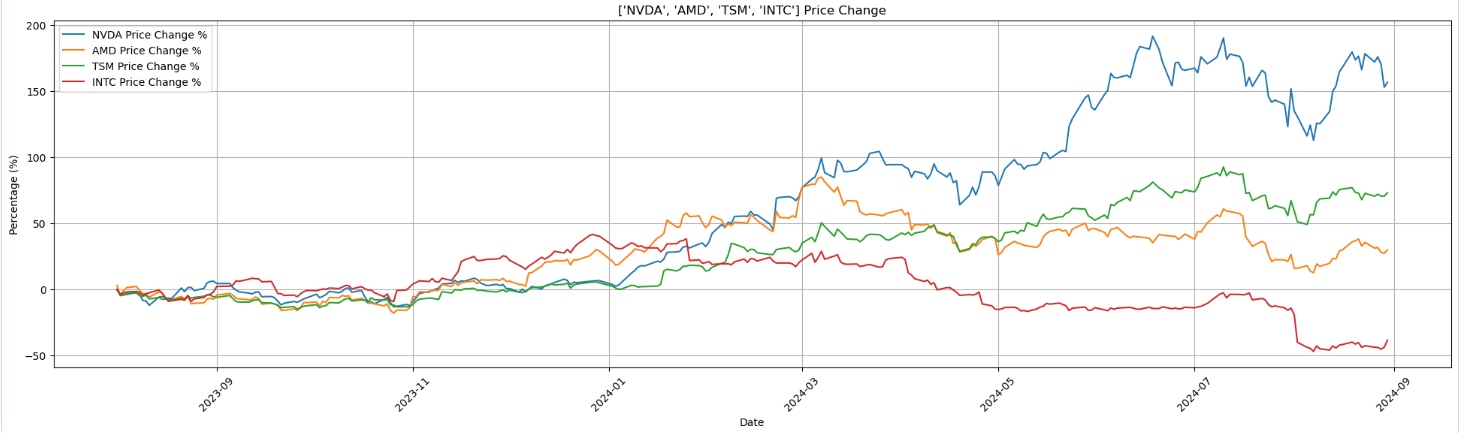 ['NVDA', 'AMD', 'TSM', 'INTC'] Price Change
NVDA Price Change %
AMD Price Change %
TSM Price Change %
INTC Price Change %
Percentage (%)
200
150
100
50
0
−50
2023-09
2023-11
2024-01
2024-03
2024-05
2024-07
2024-09
Date